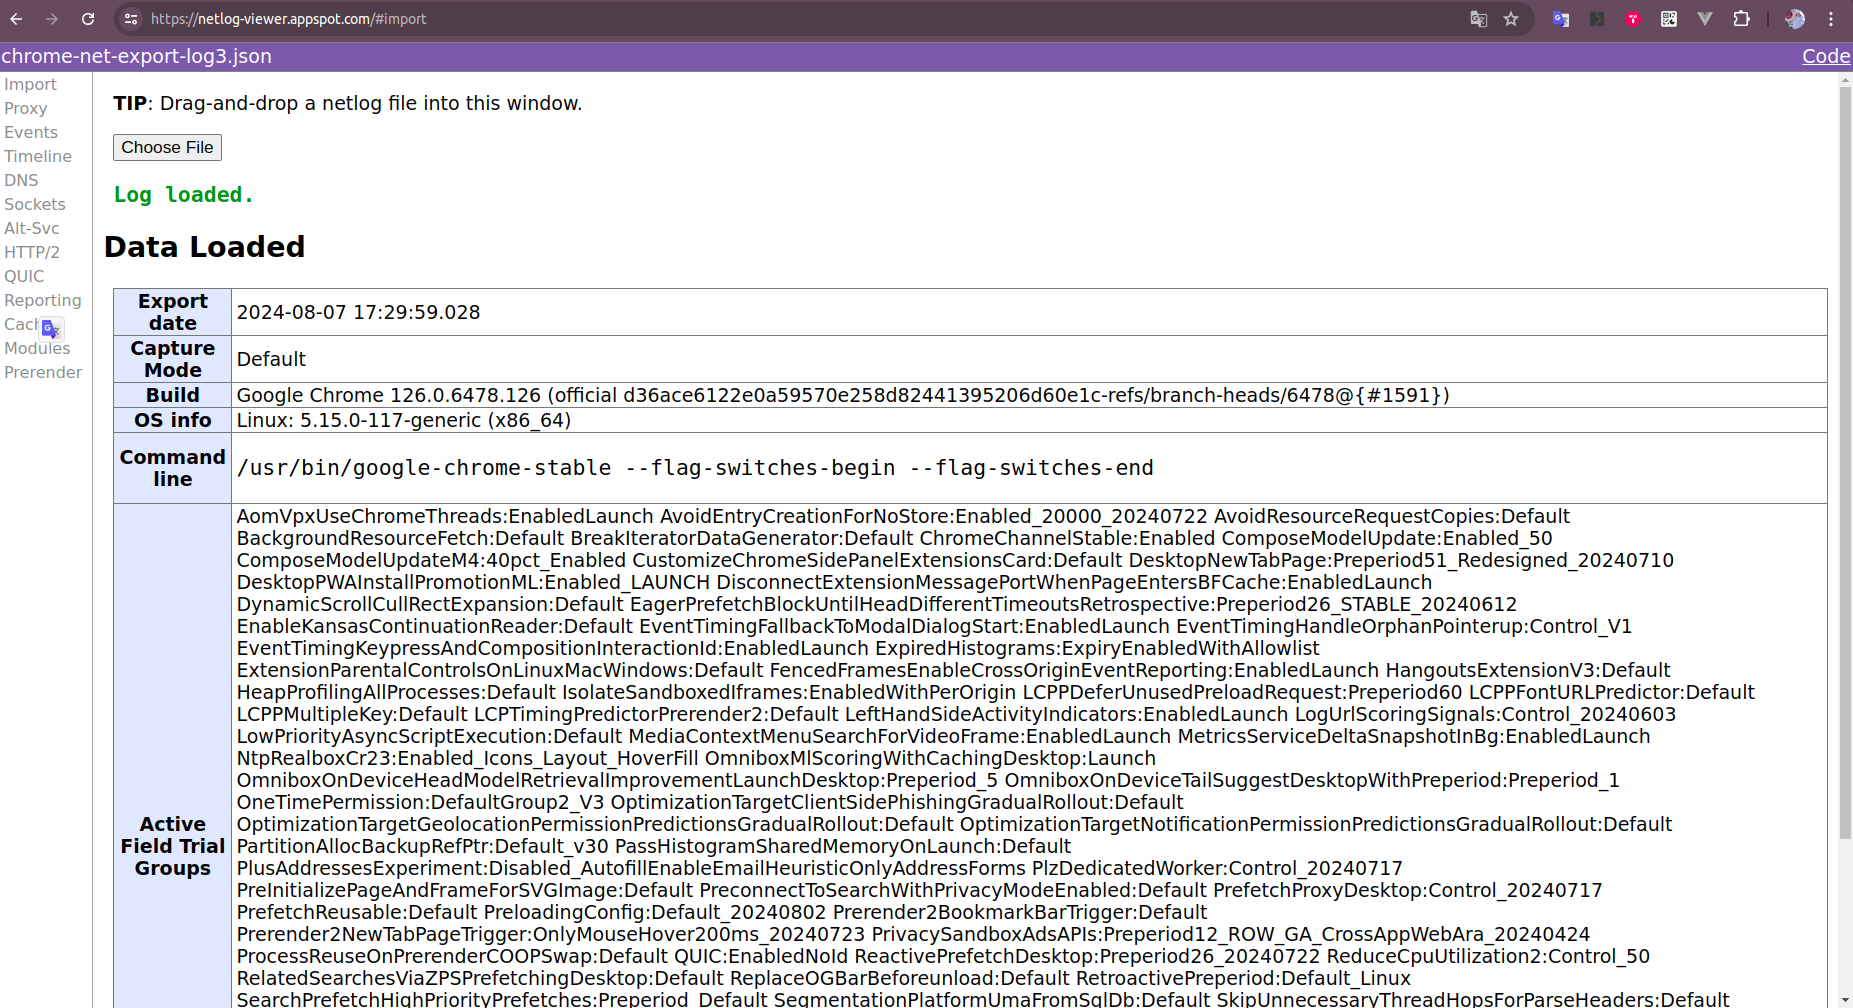 https://netlog-viewer.appspot.com/#import
chrome-net-export-log3.json
Code
Import
Proxy
Events
Timeline
DNS
Sockets
Alt-Svc
HTTP/2
QUIC
Reporting
Modules
Prerender
TIP: Drag-and-drop a netlog file into this window.
Choose File
Log loaded.
Data Loaded
Export date
2024-08-07 17:29:59.028
Capture Mode
Default
Build
Google Chrome 126.0.6478.126 (official d36ace6122e0a59570e258d82441395206d60e1c-refs/branch-heads/6478@{#1591})
OS info
Linux: 5.15.0-117-generic (x86_64)
Command line
/usr/bin/google-chrome-stable --flag-switches-begin --flag-switches-end
Active Field Trial Groups
AomVpxUseChromeThreads:EnabledLaunch AvoidEntryCreationForNoStore:Enabled_20000_20240722 AvoidResourceRequestCopies:Default
BackgroundResourceFetch:Default BreakIteratorDataGenerator:Default ChromeChannelStable:Enabled ComposeModelUpdate:Enabled_50
ComposeModelUpdateM4:40pct_Enabled CustomizeChromeSidePanelExtensionsCard:Default DesktopNewTabPage:Preperiod51_Redesigned_20240710
DesktopPWAInstallPromotionML:Enabled_LAUNCH DisconnectExtensionMessagePortWhenPageEntersBFCache:EnabledLaunch
DynamicScrollCullRectExpansion:Default EagerPrefetchBlockUntilHeadDifferentTimeoutsRetrospective:Preperiod26_STABLE_20240612
EnableKansasContinuationReader:Default EventTimingFallbackToModalDialogStart:EnabledLaunch EventTimingHandleOrphanPointerup:Control_V1
EventTimingKeypressAndCompositionInteractionId:EnabledLaunch ExpiredHistograms:ExpiryEnabledWithAllowlist
ExtensionParentalControlsOnLinuxMacWindows:Default FencedFramesEnableCrossOriginEventReporting:EnabledLaunch HangoutsExtensionV3:Default
HeapProfilingAllProcesses:Default IsolateSandboxedIframes:EnabledWithPerOrigin LCPPDeferUnusedPreloadRequest:Preperiod60 LCPPFontURLPredictor:Default
LCPPMultipleKey:Default LCPTimingPredictorPrerender2:Default LeftHandSideActivityIndicators:EnabledLaunch LogUrlScoringSignals:Control_20240603
LowPriorityAsyncScriptExecution:Default MediaContextMenuSearchForVideoFrame:EnabledLaunch MetricsServiceDeltaSnapshotInBg:EnabledLaunch
NtpRealboxCr23:Enabled_Icons_Layout_HoverFill OmniboxMlScoringWithCachingDesktop:Launch
OmniboxOnDeviceHeadModelRetrievalImprovementLaunchDesktop:Preperiod_5 OmniboxOnDeviceTailSuggestDesktopWithPreperiod:Preperiod_1
OneTimePermission:DefaultGroup2_V3 OptimizationTargetClientSidePhishingGradualRollout:Default
OptimizationTargetGeolocationPermissionPredictionsGradualRollout:Default OptimizationTargetNotificationPermissionPredictionsGradualRollout:Default
PartitionAllocBackupRefPtr:Default_v30 PassHistogramSharedMemoryOnLaunch:Default
PlusAddressesExperiment:Disabled_AutofillEnableEmailHeuristicOnlyAddressForms PlzDedicatedWorker:Control_20240717
PreInitializePageAndFrameForSVGImage:Default PreconnectToSearchWithPrivacyModeEnabled:Default PrefetchProxyDesktop:Control_20240717
PrefetchReusable:Default PreloadingConfig:Default_20240802 Prerender2BookmarkBarTrigger:Default
Prerender2NewTabPageTrigger:OnlyMouseHover200ms_20240723 PrivacySandboxAdsAPIs:Preperiod12_ROW_GA_CrossAppWebAra_20240424
ProcessReuseOnPrerenderCOOPSwap:Default QUIC:EnabledNoId ReactivePrefetchDesktop:Preperiod26_20240722 ReduceCpuUtilization2:Control_50
RelatedSearchesViaZPSPrefetchingDesktop:Default ReplaceOGBarBeforeunload:Default RetroactivePreperiod:Default_Linux
SearchPrefetchHighPriorityPrefetches:Preperiod_Default SegmentationPlatformUmaFromSqlDb:Default SkipUnnecessaryThreadHopsForParseHeaders:Default